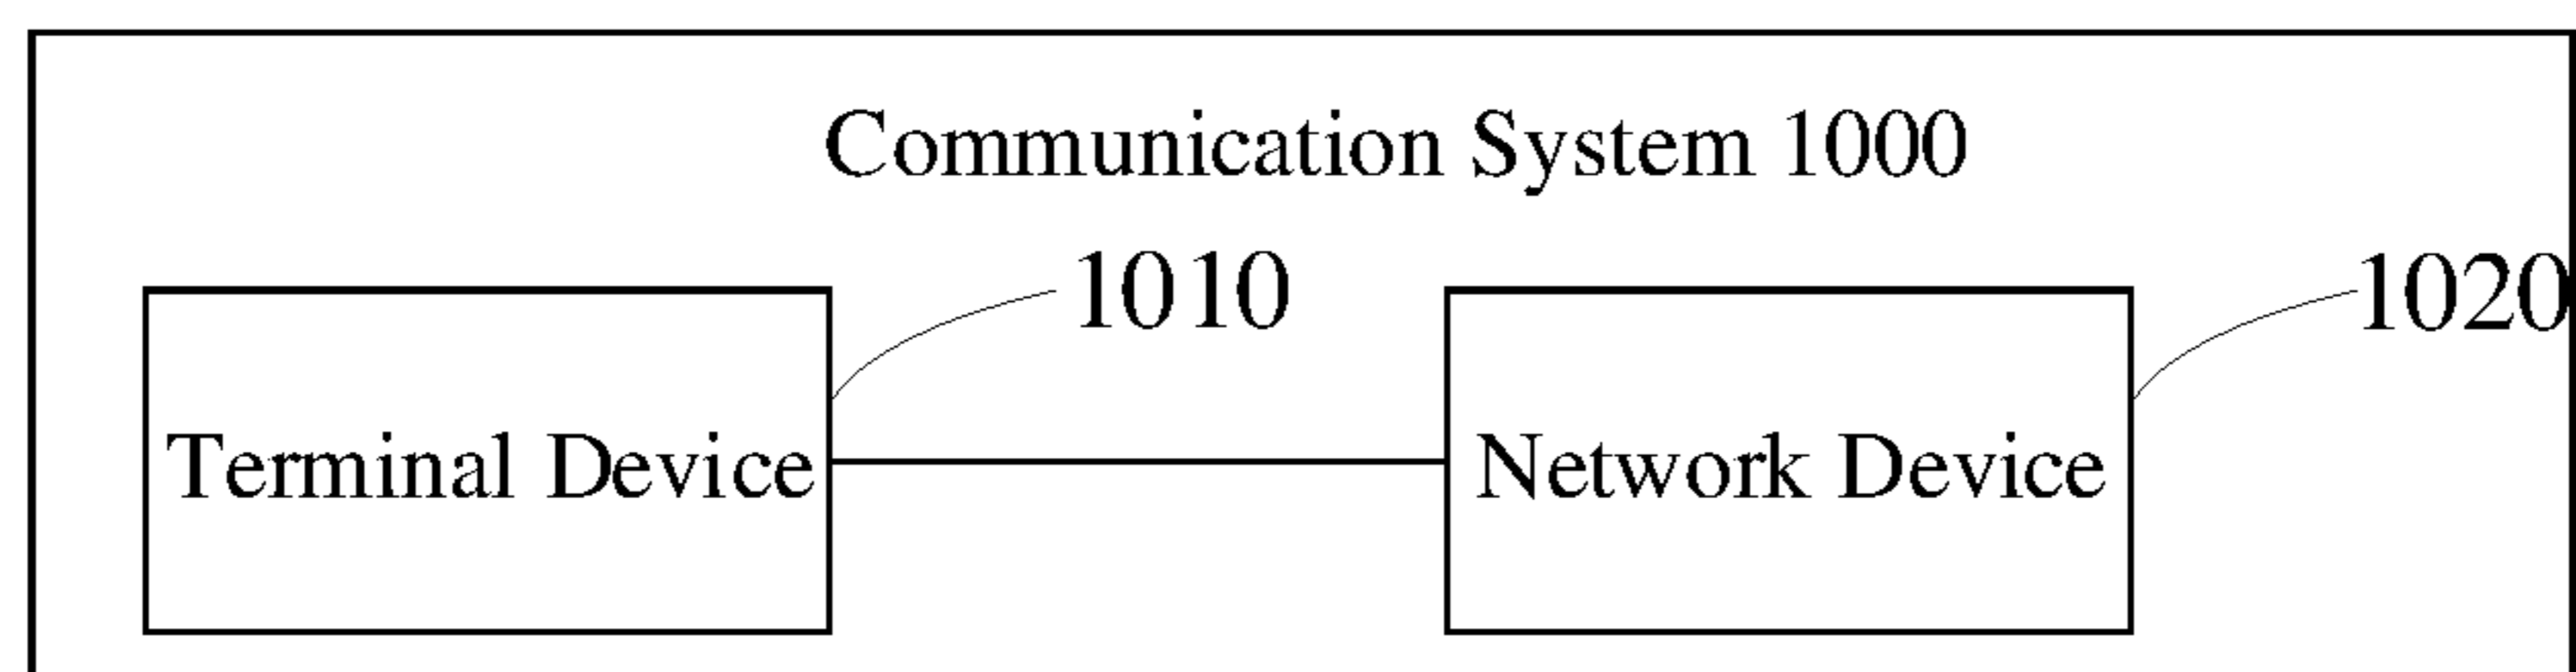 Communication System 1000
1010
1020
Terminal Device
Network Device